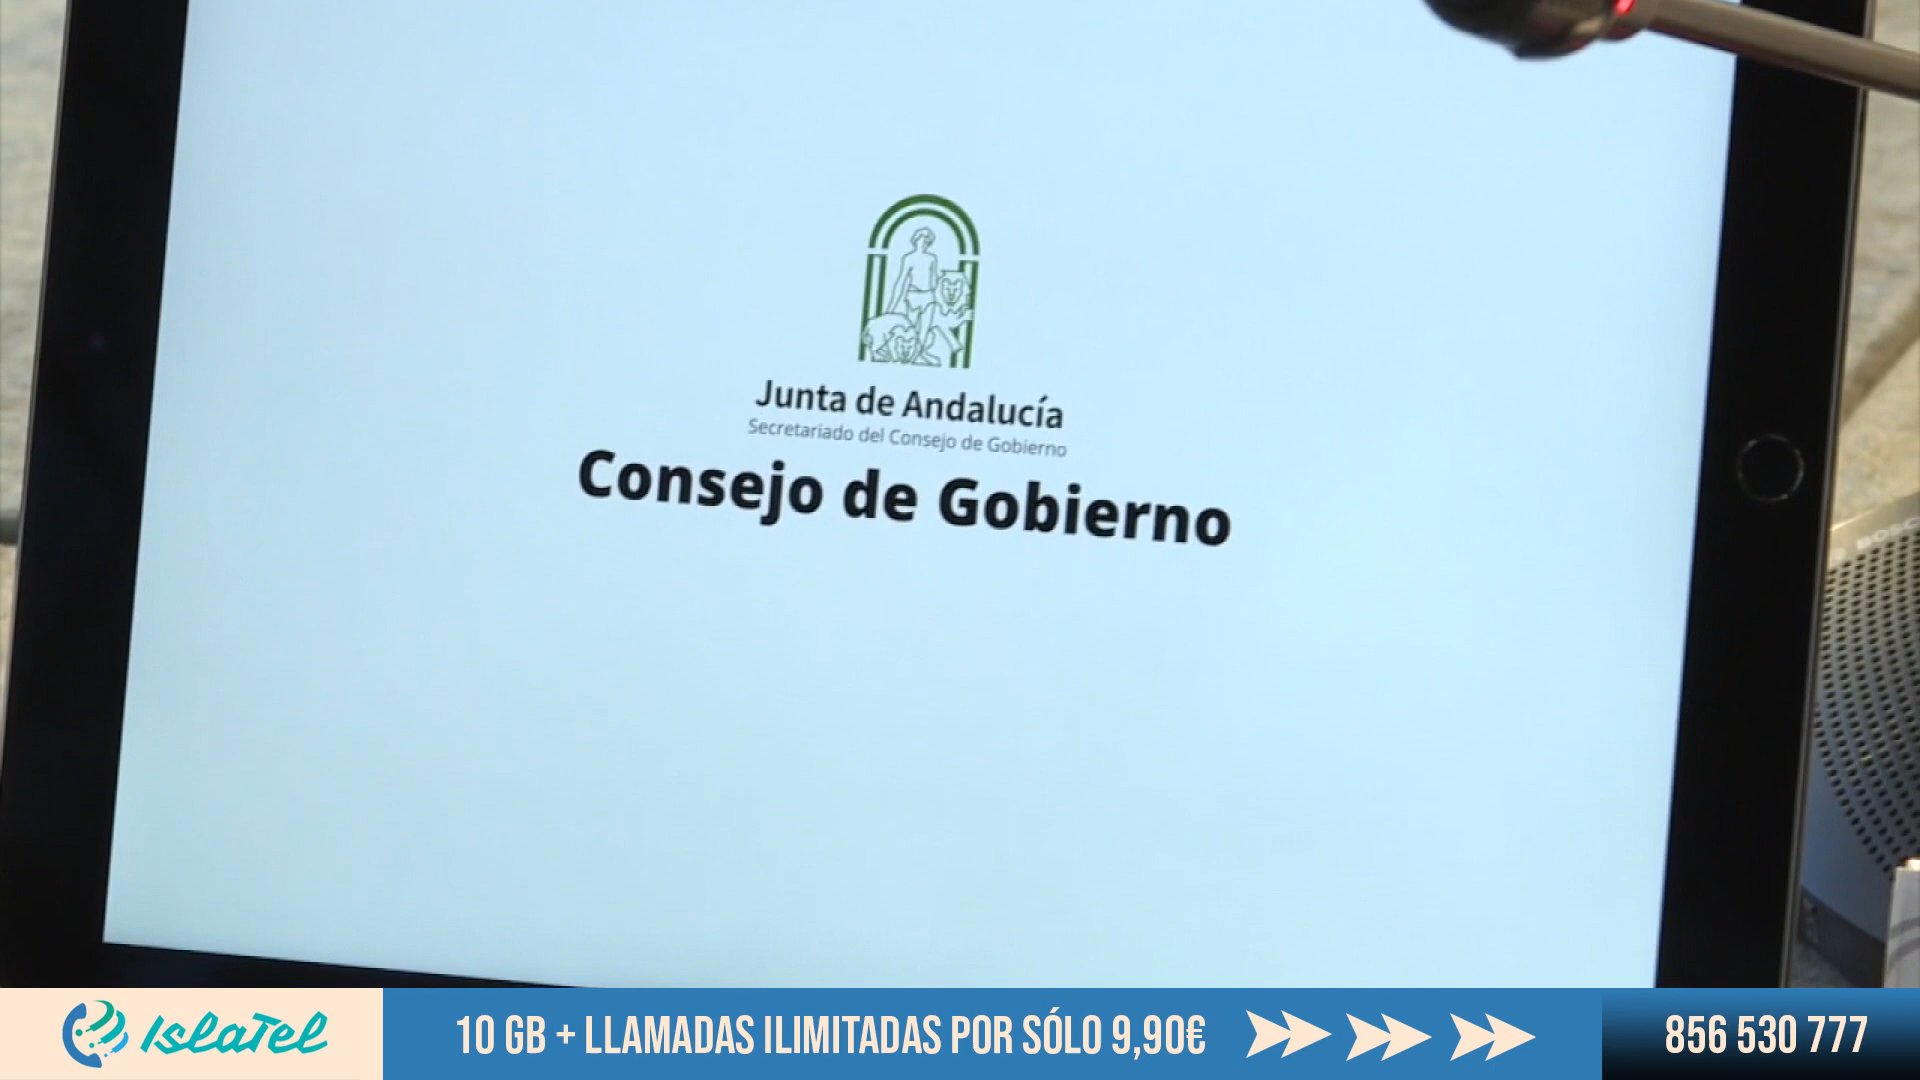 Junta de Andalucía
Secretariado del Consejo de Gobierno
Consejo de Gobierno
BOSCH
IslaTel
10 GB + LLAMADAS ILIMITADAS POR SÓLO 9,90€
856 530 777